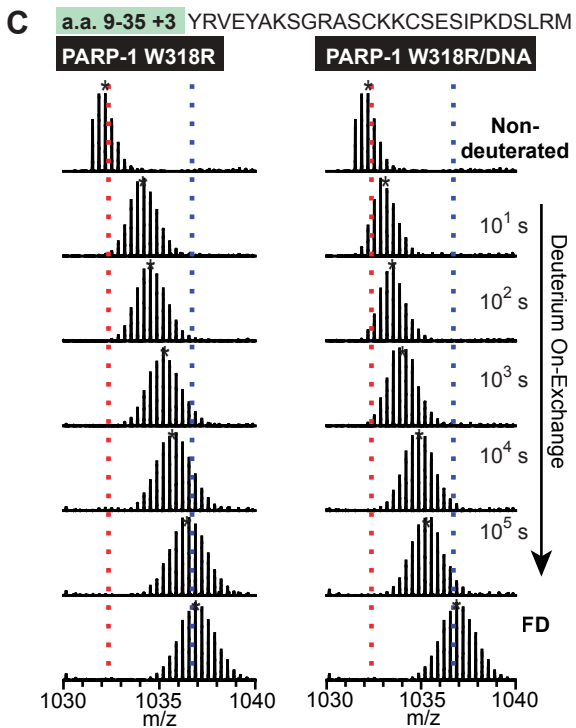 C a.a. 9-35 +3 YRVEYAKSGRASCKKCSESIPKDSLRM
PARP-1 W318R PARP-1 W318R/DNA
Non-
deuterated
10¹ s
10² s
10³ s
10⁴ s
10⁵ s
FD
Deuterium On-Exchange
1030 1035 1040 1030 1035 1040
m/z m/z